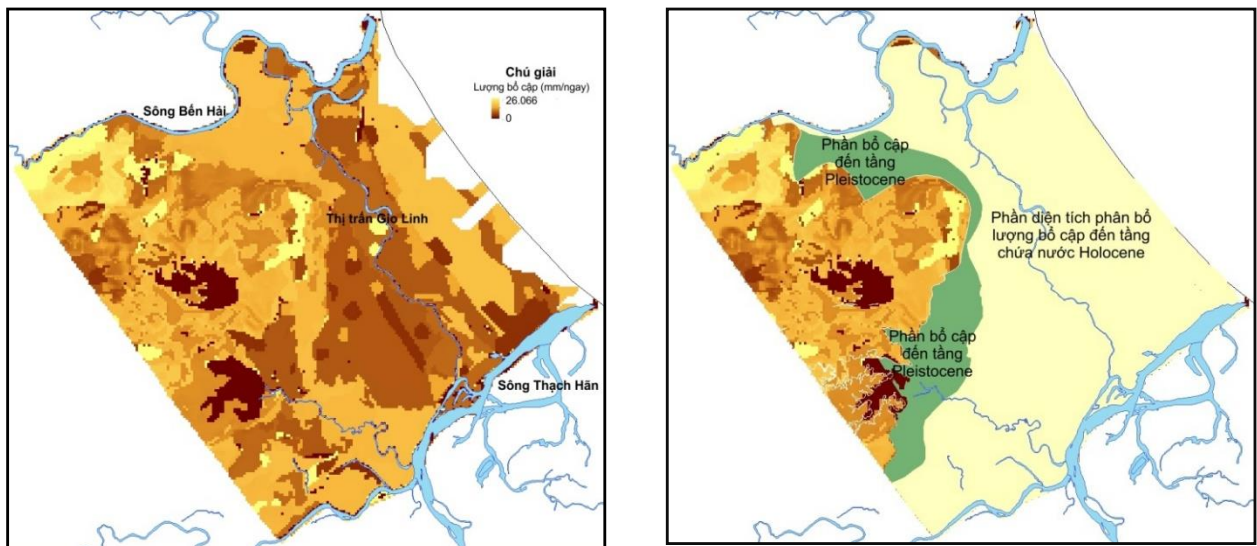 Chú giải
Lượng bổ cập (mm/ngay)
26.066
0
Sông Bến Hải
Thị trấn Gio Linh
Sông Thạch Hãn
Phần bổ cập
đến tầng
Pleistocene
Phần diện tích phân bổ
lượng bổ cập đến tầng
chứa nước Holocene
Phần bổ cập
đến tầng
Pleistocene